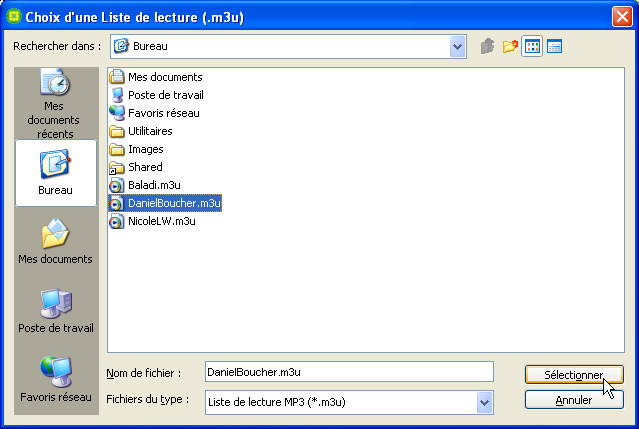 Choix d'une Liste de lecture (.m3u)
Rechercher dans :
Bureau
Mes
documents
récents
Bureau
Mes documents
Poste de travail
Favoris réseau
Mes documents
Poste de travail
Favoris réseau
Utilitaires
Images
Shared
Baladi.m3u
DanielBoucher.m3u
NicoleLW.m3u
Nom de fichier :
DanielBoucher.m3u
Sélectionner
Fichiers du type :
Liste de lecture MP3 (*.m3u)
Annuler